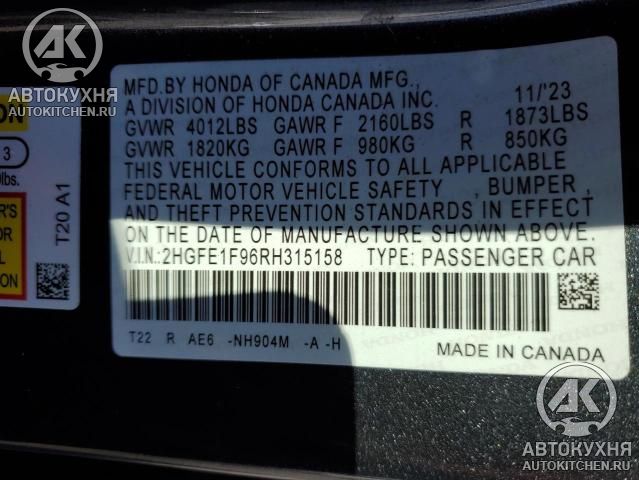 AK
АВТОКУХНЯ
AUTOKITCHEN.RU
MFD.BY HONDA OF CANADA MFG.,
A DIVISION OF HONDA CANADA INC. 11/'23
GVWR 4012LBS GAWR F 2160LBS R 1873LBS
GVWR 1820KG GAWR F 980KG R 850KG
THIS VEHICLE CONFORMS TO ALL APPLICABLE
FEDERAL MOTOR VEHICLE SAFETY , BUMPER ,
AND THEFT PREVENTION STANDARDS IN EFFECT
ON THE DATE OF MANUFACTURE SHOWN ABOVE.
V.I.N.:2HGFE1F96RH315158 TYPE: PASSENGER CAR
T22 R AE6 -NH904M -A -H
MADE IN CANADA
3
lbs.
T20 A1
AK
АВТОКУХНЯ
AUTOKITCHEN.RU